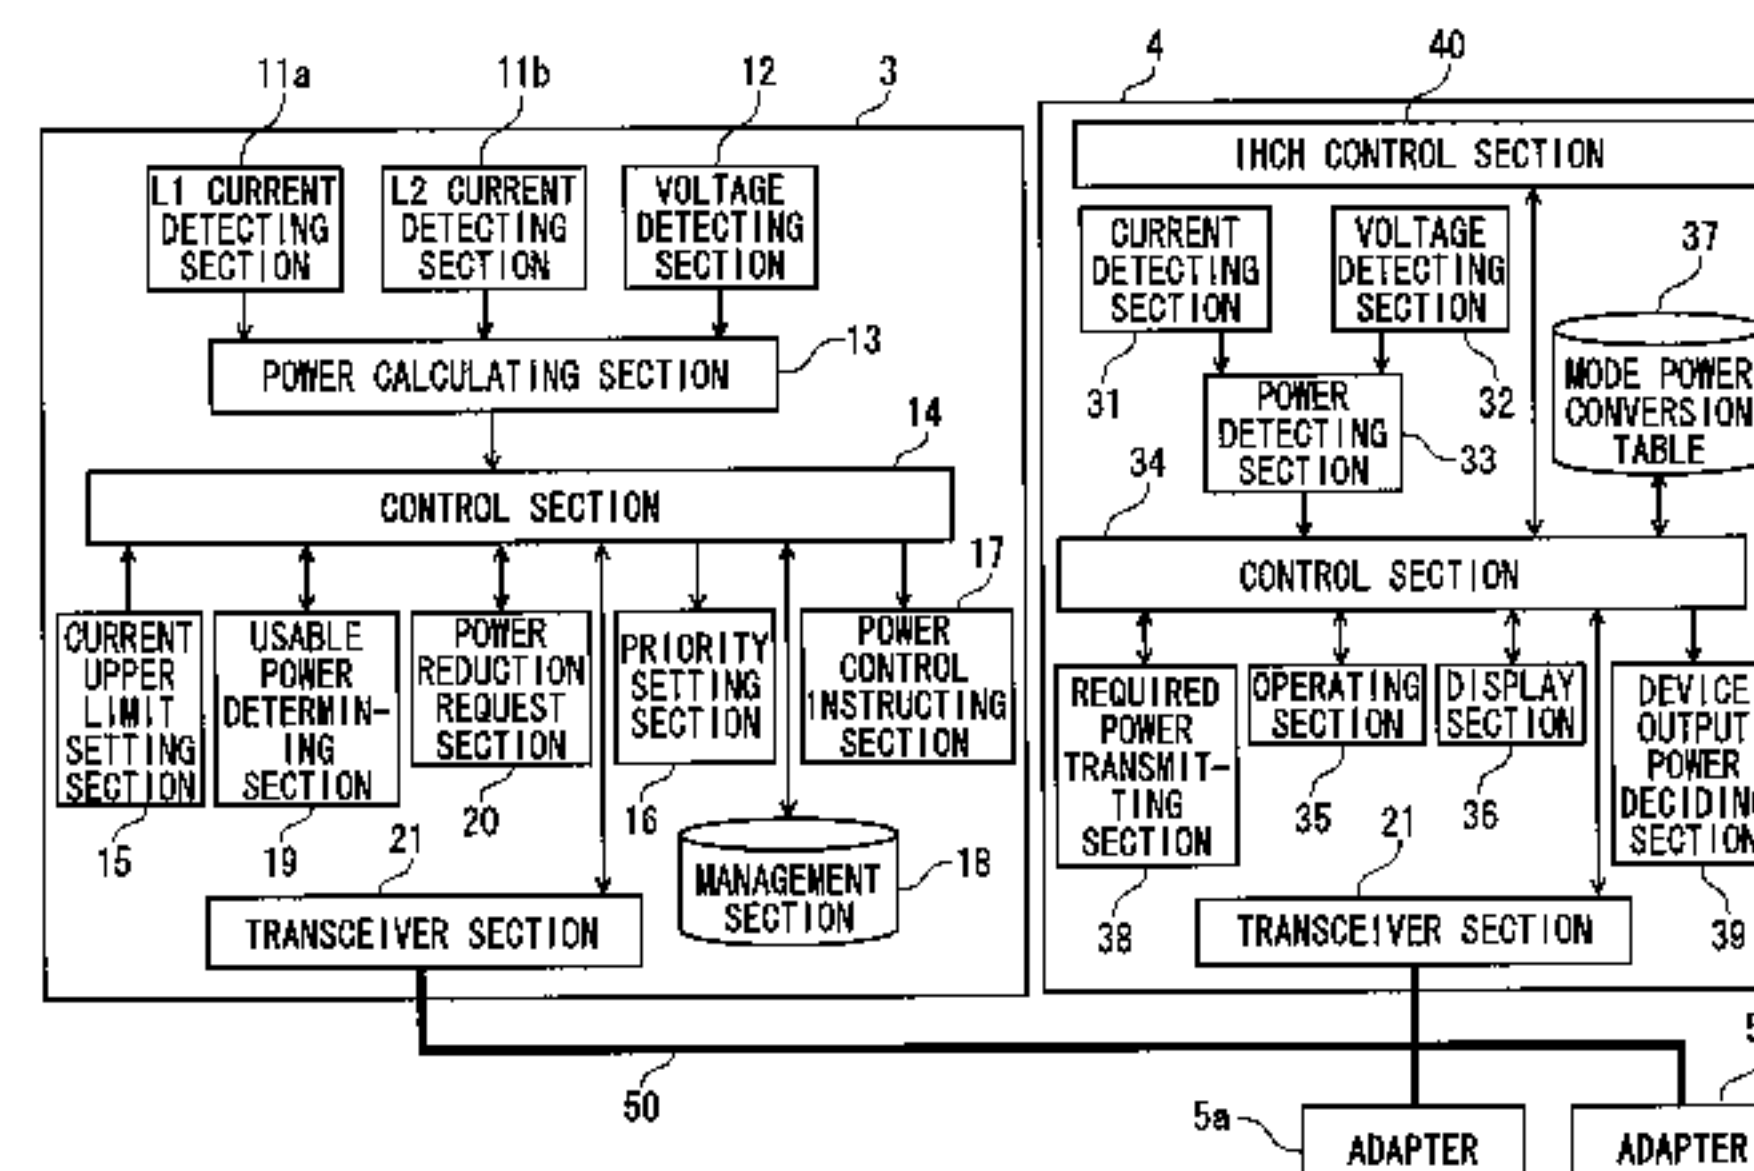 11a
11b
12
3
L1 CURRENT
DETECTING
SECTION
L2 CURRENT
DETECTING
SECTION
VOLTAGE
DETECTING
SECTION
POWER CALCULATING SECTION
13
14
CONTROL SECTION
17
CURRENT
UPPER
LIMIT
SETTING
SECTION
USABLE
POWER
DETERMIN-
ING
SECTION
POWER
REDUCTION
REQUEST
SECTION
PRIORITY
SETTING
SECTION
POWER
CONTROL
INSTRUCTING
SECTION
15
19
20
16
21
MANAGEMENT
SECTION
18
TRANSCEIVER SECTION
50
4
40
IHCH CONTROL SECTION
CURRENT
DETECTING
SECTION
VOLTAGE
DETECTING
SECTION
37
31
32
POWER
DETECTING
SECTION
33
MODE POWER
CONVERSION
TABLE
34
CONTROL SECTION
REQUIRED
POWER
TRANSMIT-
TING
SECTION
OPERATING
SECTION
DISPLAY
SECTION
DEVICE
OUTPUT
POWER
DECIDING
SECTION
35
36
21
38
39
TRANSCEIVER SECTION
5a
ADAPTER
ADAPTER